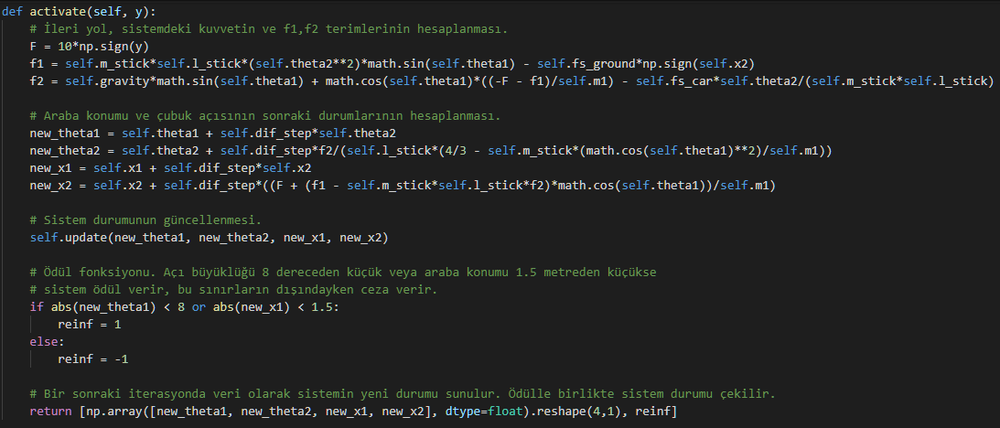 def activate(self, y):
# İleri yol, sistemdeki kuvvetin ve f1,f2 terimlerinin hesaplanması.
F = 10*np.sign(y)
f1 = self.m_stick*self.l_stick*(self.theta2**2)*math.sin(self.theta1) - self.fs_ground*np.sign(self.x2)
f2 = self.gravity*math.sin(self.theta1) + math.cos(self.theta1)*((-F - f1)/self.m1) - self.fs_car*self.theta2/(self.m_stick*self.l_stick)
# Araba konumu ve çubuk açısının sonraki durumlarının hesaplanması.
new_theta1 = self.theta1 + self.dif_step*self.theta2
new_theta2 = self.theta2 + self.dif_step*f2/(self.l_stick*(4/3 - self.m_stick*(math.cos(self.theta1)**2)/self.m1))
new_x1 = self.x1 + self.dif_step*self.x2
new_x2 = self.x2 + self.dif_step*((F + (f1 - self.m_stick*self.l_stick*f2)*math.cos(self.theta1))/self.m1)
# Sistem durumunun güncellenmesi.
self.update(new_theta1, new_theta2, new_x1, new_x2)
# Ödül fonksiyonu. Açı büyüklüğü 8 dereceden küçük veya araba konumu 1.5 metreden küçükse
# sistem ödül verir, bu sınırların dışındayken ceza verir.
if abs(new_theta1) < 8 or abs(new_x1) < 1.5:
reinf = 1
else:
reinf = -1
# Bir sonraki iterasyonda veri olarak sistemin yeni durumu sunulur. Ödülle birlikte sistem durumu çekilir.
return [np.array([new_theta1, new_theta2, new_x1, new_x2], dtype=float).reshape(4,1), reinf]